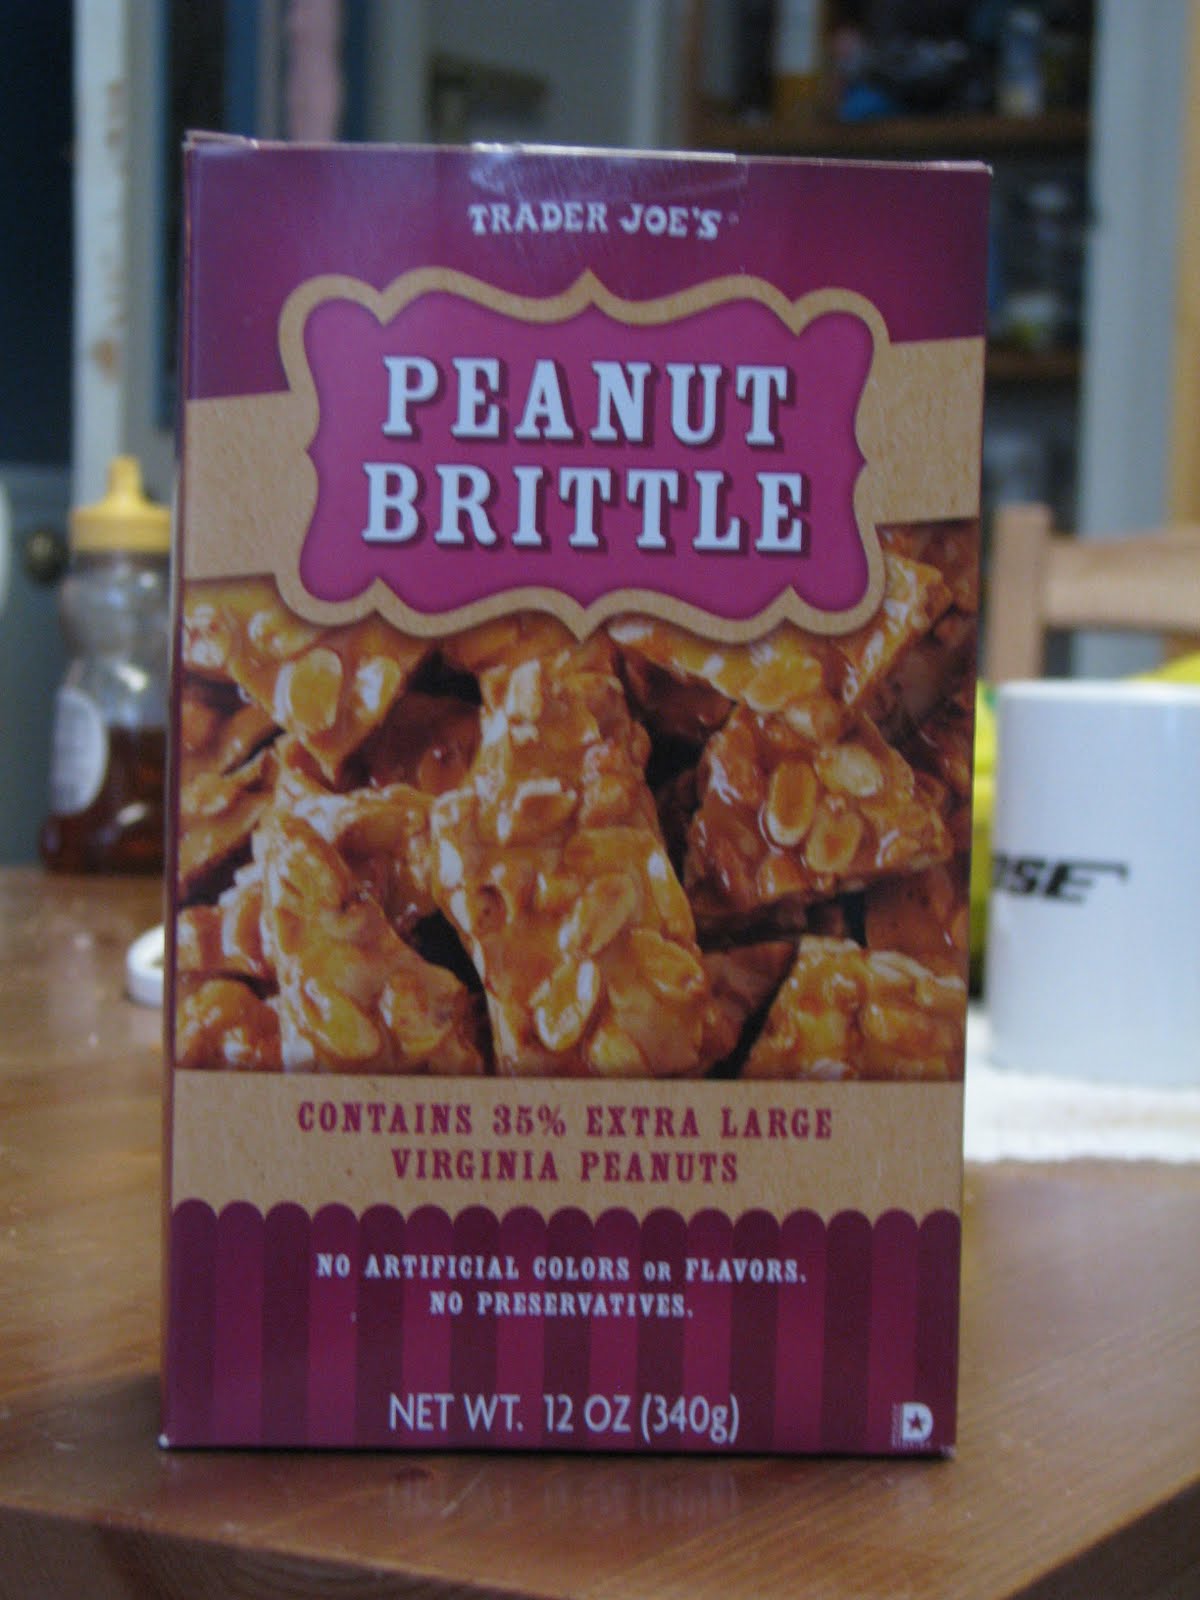 TRADER JOE'S
PEANUT
BRITTLE
CONTAINS 35% EXTRA LARGE
VIRGINIA PEANUTS
NO ARTIFICIAL COLORS OR FLAVORS.
NO PRESERVATIVES.
NET WT. 12 OZ (340g)
D
OSE